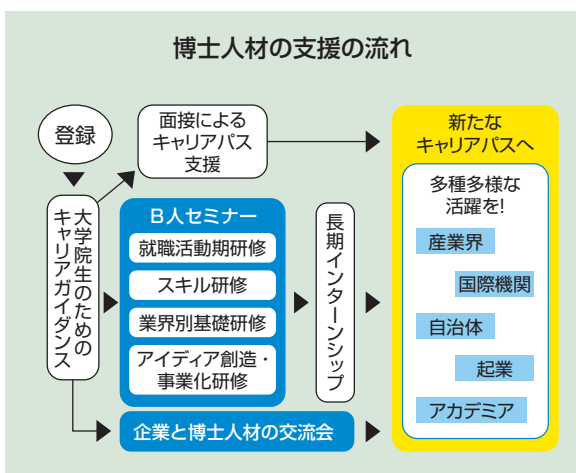 博士人材の支援の流れ
登録
面接による
キャリアパス
支援
新たな
キャリアパスへ
多種多様な
活躍を!
産業界
国際機関
自治体
起業
アカデミア
大学院生のための
キャリアガイダンス
B人セミナー
就職活動期研修
スキル研修
業界別基礎研修
アイディア創造・
事業化研修
長期インターンシップ
企業と博士人材の交流会